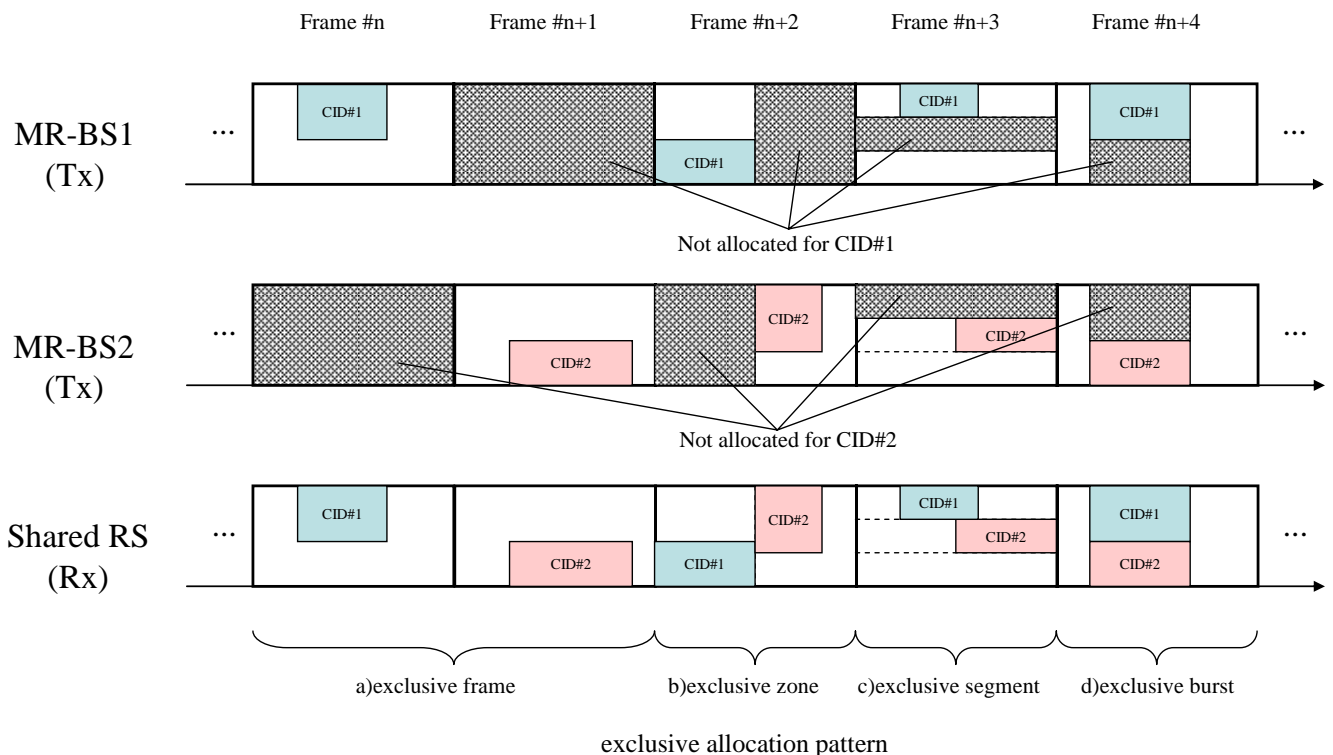 Frame #n Frame #n+1 Frame #n+2 Frame #n+3 Frame #n+4
MR-BS1
(Tx)
...
CID#1
CID#1
CID#1
CID#1
...
Not allocated for CID#1
MR-BS2
(Tx)
...
CID#2
CID#2
CID#2
CID#2
...
Not allocated for CID#2
Shared RS
(Rx)
...
CID#1
CID#2
CID#1
CID#2
CID#1
CID#2
CID#1
CID#2
...
a)exclusive frame b)exclusive zone c)exclusive segment d)exclusive burst
exclusive allocation pattern